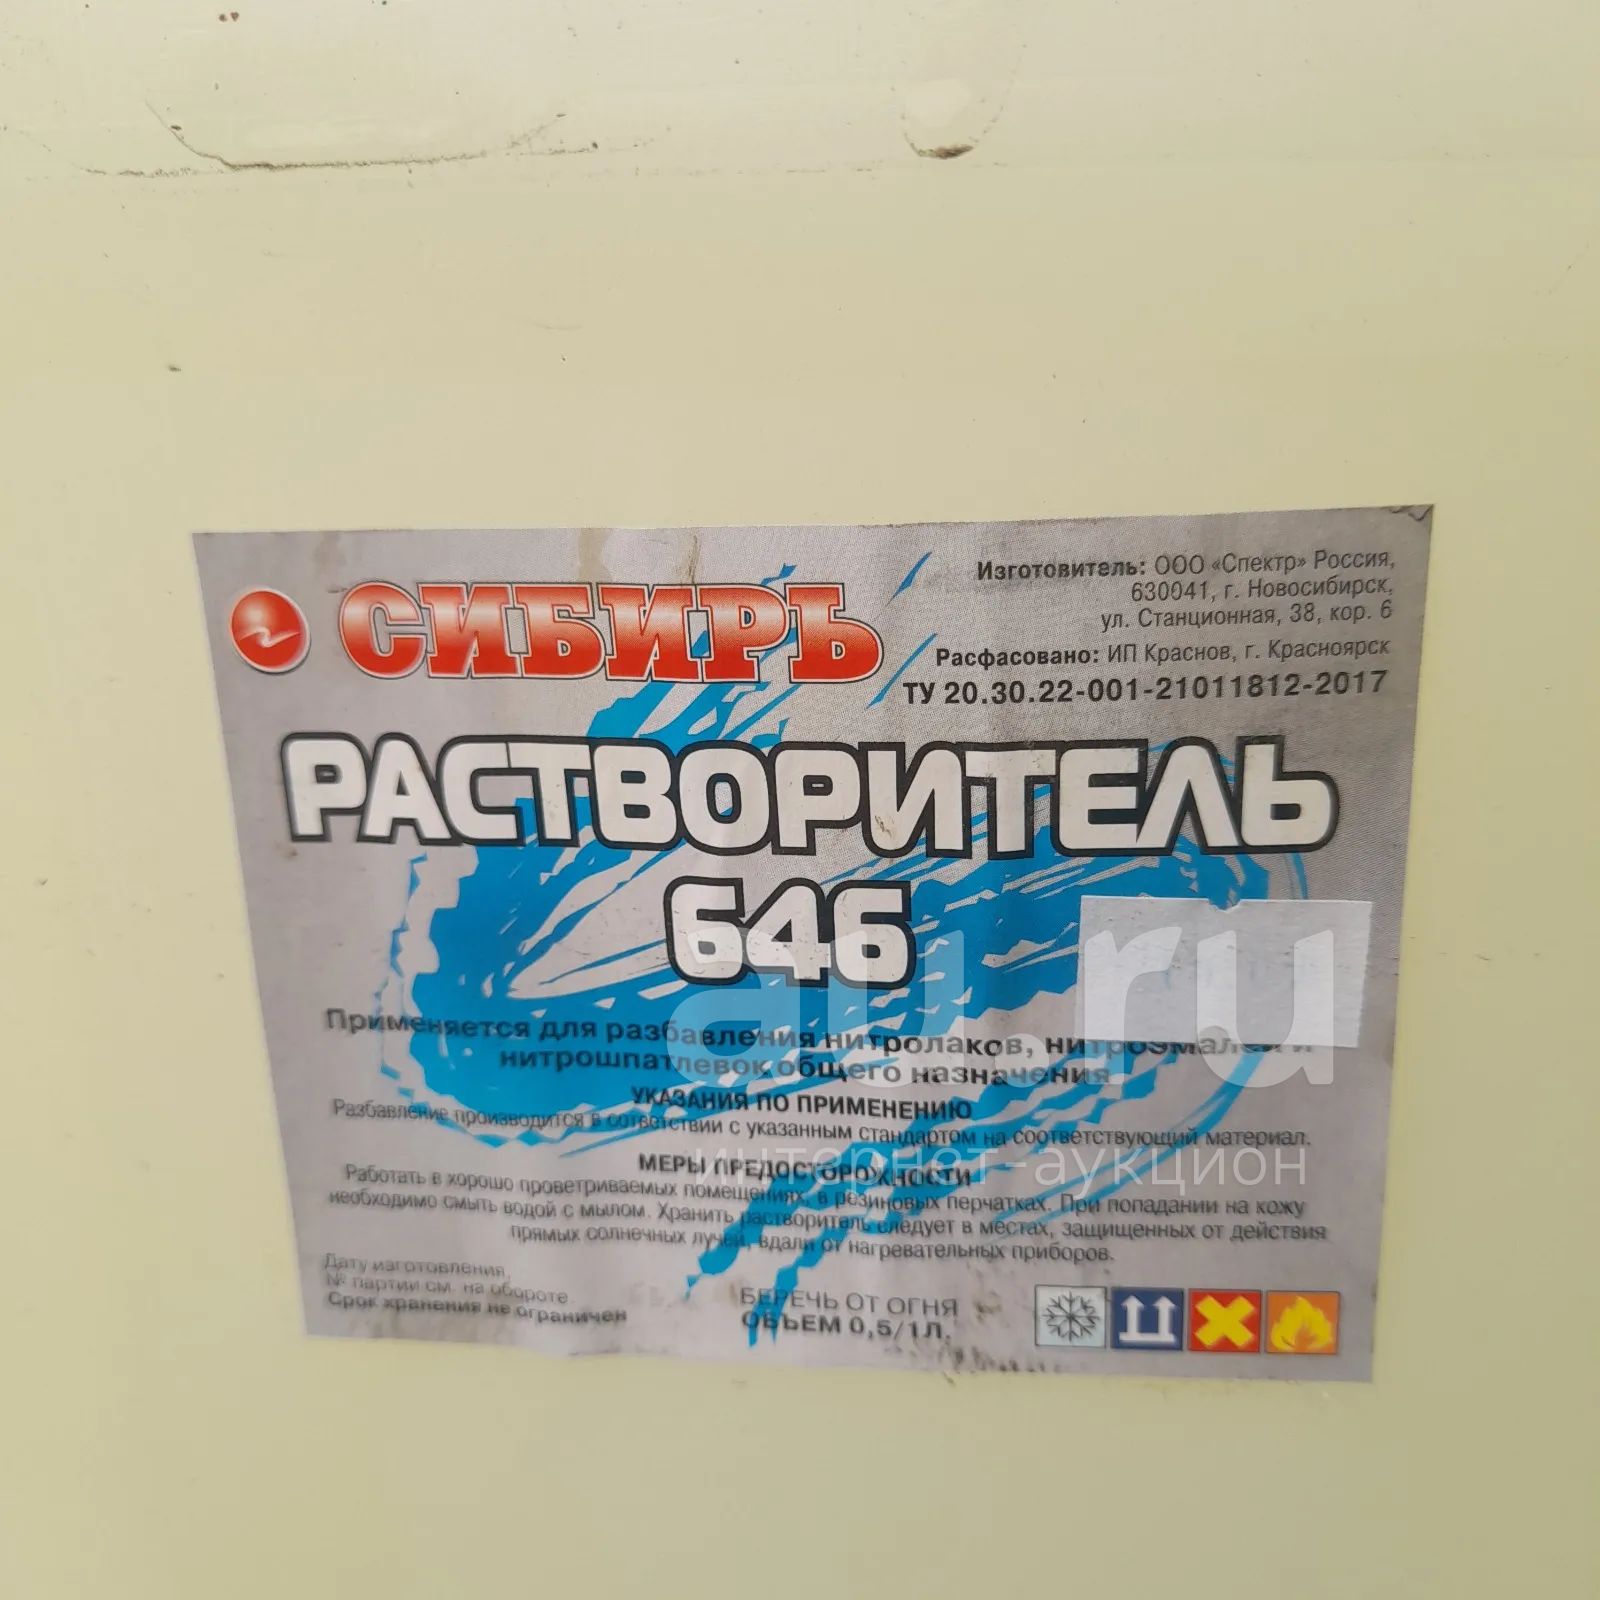 СИБИРЬ
Изготовитель: ООО «Спектр» Россия,
630041, г. Новосибирск,
ул. Станционная, 38, кор. 6
Расфасовано: ИП Краснов, г. Красноярск
ТУ 20.30.22-001-21011812-2017
РАСТВОРИТЕЛЬ
646
Применяется для разбавления нитролаков, нитроэмалей и
нитрошпатлевок общего назначения
УКАЗАНИЯ ПО ПРИМЕНЕНИЮ
Разбавление производится в соответствии с указанным стандартом на соответствующий материал.
МЕРЫ ПРЕДОСТОРОЖНОСТИ
Работать в хорошо проветриваемых помещениях, в резиновых перчатках. При попадании на кожу
необходимо смыть водой с мылом. Хранить растворитель следует в местах, защищенных от действия
прямых солнечных лучей, вдали от нагревательных приборов.
Дату изготовления,
№ партии см. на обороте.
Срок хранения не ограничен
БЕРЕЧЬ ОТ ОГНЯ
ОБЪЕМ 0,5/1Л.
au.ru
интернет-аукцион